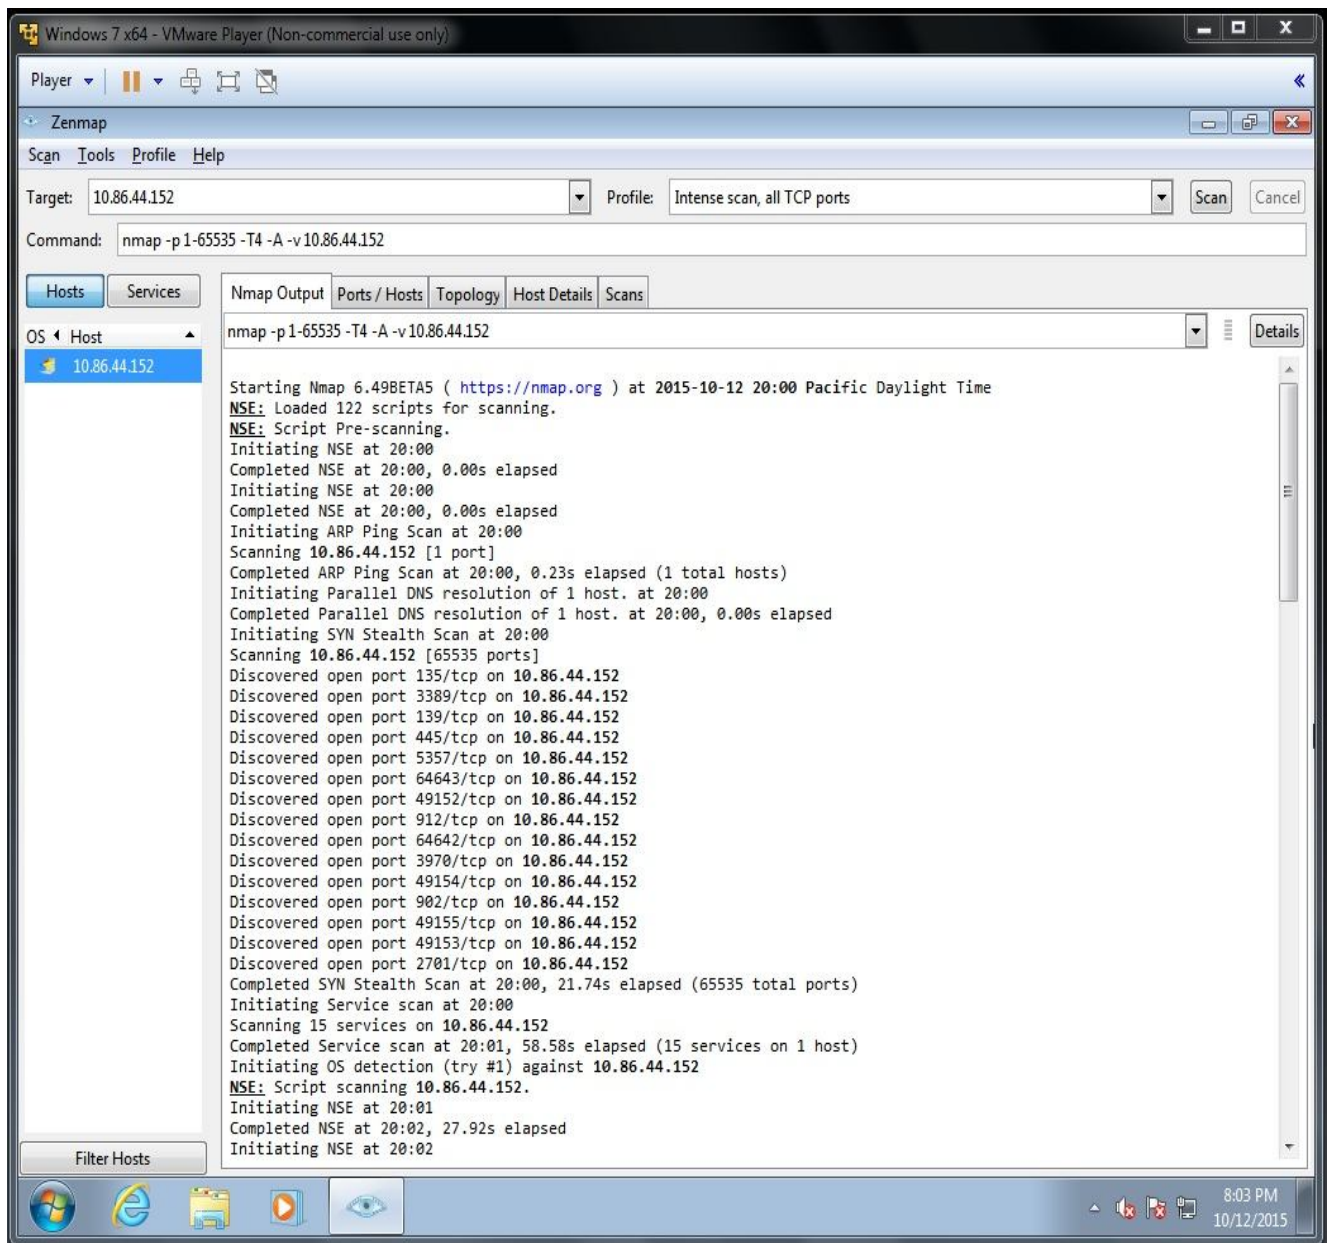 Windows 7 x64 - VMware Player (Non-commercial use only)
Player
Zenmap
Scan Tools Profile Help
Target: 10.86.44.152 Profile: Intense scan, all TCP ports Scan Cancel
Command: nmap -p 1-65535 -T4 -A -v 10.86.44.152
Hosts Services Nmap Output Ports / Hosts Topology Host Details Scans
OS Host nmap -p 1-65535 -T4 -A -v 10.86.44.152 Details
10.86.44.152
Starting Nmap 6.49BETA5 ( https://nmap.org ) at 2015-10-12 20:00 Pacific Daylight Time
NSE: Loaded 122 scripts for scanning.
NSE: Script Pre-scanning.
Initiating NSE at 20:00
Completed NSE at 20:00, 0.00s elapsed
Initiating NSE at 20:00
Completed NSE at 20:00, 0.00s elapsed
Initiating ARP Ping Scan at 20:00
Scanning 10.86.44.152 [1 port]
Completed ARP Ping Scan at 20:00, 0.23s elapsed (1 total hosts)
Initiating Parallel DNS resolution of 1 host. at 20:00
Completed Parallel DNS resolution of 1 host. at 20:00, 0.00s elapsed
Initiating SYN Stealth Scan at 20:00
Scanning 10.86.44.152 [65535 ports]
Discovered open port 135/tcp on 10.86.44.152
Discovered open port 3389/tcp on 10.86.44.152
Discovered open port 139/tcp on 10.86.44.152
Discovered open port 445/tcp on 10.86.44.152
Discovered open port 5357/tcp on 10.86.44.152
Discovered open port 64643/tcp on 10.86.44.152
Discovered open port 49152/tcp on 10.86.44.152
Discovered open port 912/tcp on 10.86.44.152
Discovered open port 64642/tcp on 10.86.44.152
Discovered open port 3970/tcp on 10.86.44.152
Discovered open port 49154/tcp on 10.86.44.152
Discovered open port 902/tcp on 10.86.44.152
Discovered open port 49155/tcp on 10.86.44.152
Discovered open port 49153/tcp on 10.86.44.152
Discovered open port 2701/tcp on 10.86.44.152
Completed SYN Stealth Scan at 20:00, 21.74s elapsed (65535 total ports)
Initiating Service scan at 20:00
Scanning 15 services on 10.86.44.152
Completed Service scan at 20:01, 58.58s elapsed (15 services on 1 host)
Initiating OS detection (try #1) against 10.86.44.152
NSE: Script scanning 10.86.44.152.
Initiating NSE at 20:01
Completed NSE at 20:02, 27.92s elapsed
Initiating NSE at 20:02
Filter Hosts
8:03 PM
10/12/2015